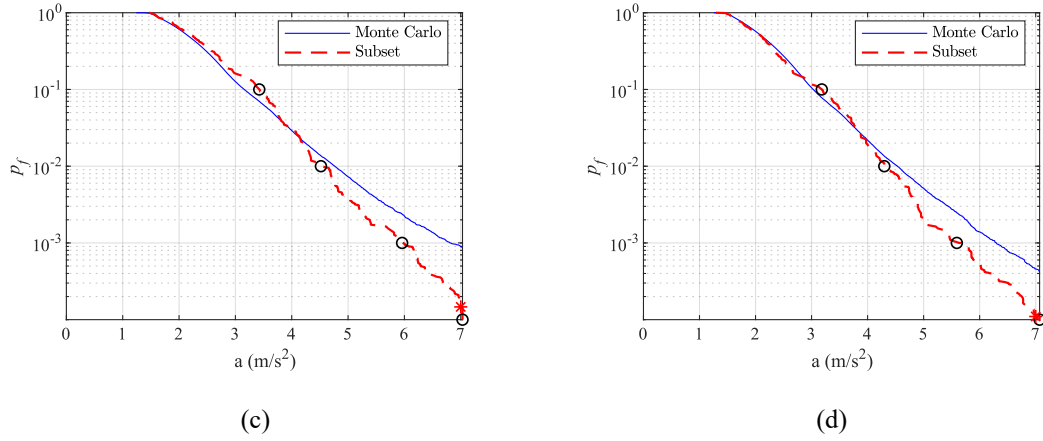 10^0
10^-1
10^-2
10^-3
p_f
0 1 2 3 4 5 6 7
a (m/s^2)
Monte Carlo
Subset
(c)
10^0
10^-1
10^-2
10^-3
p_f
0 1 2 3 4 5 6 7
a (m/s^2)
Monte Carlo
Subset
(d)